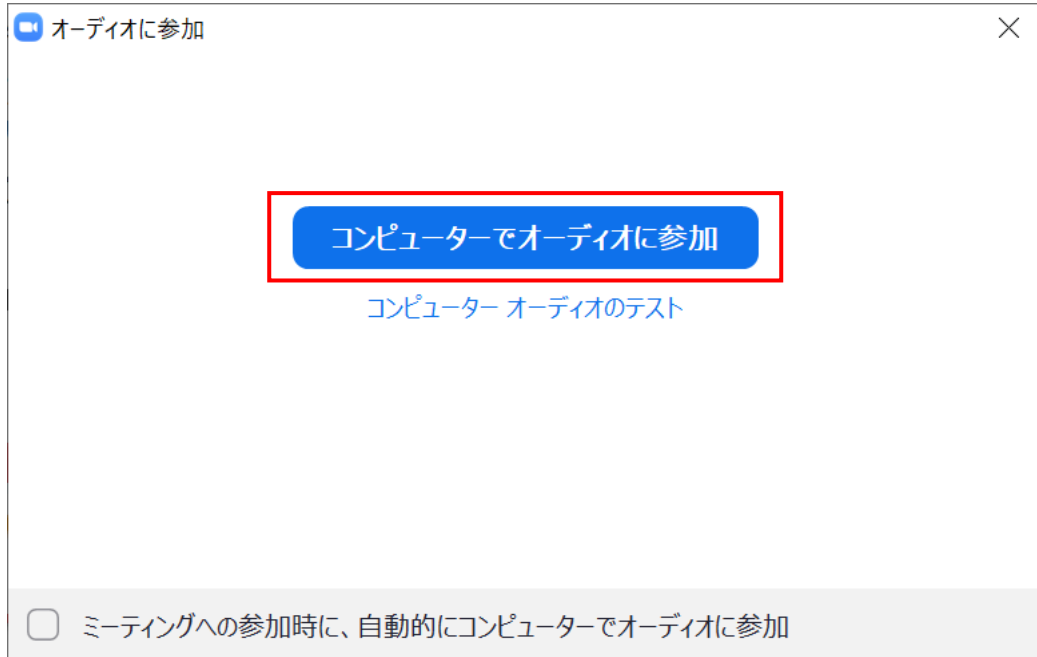 オーディオに参加
コンピューターでオーディオに参加
コンピューター オーディオのテスト
ミーティングへの参加時に、自動的にコンピューターでオーディオに参加